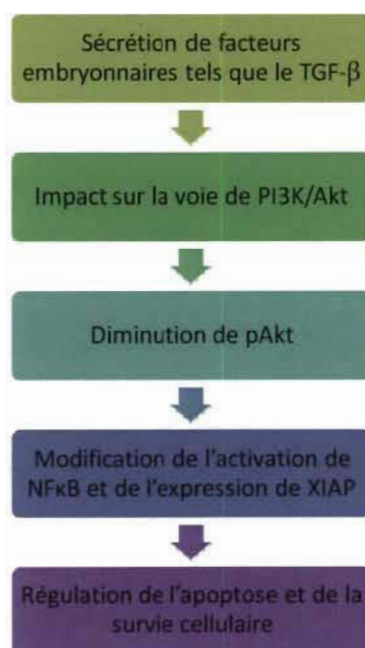 Sécrétion de facteurs
embryonnaires tels que le TGF-β
Impact sur la voie de PI3K/Akt
Diminution de pAkt
Modification de l'activation de
NFκB et de l'expression de XIAP
Régulation de l'apoptose et de la
survie cellulaire